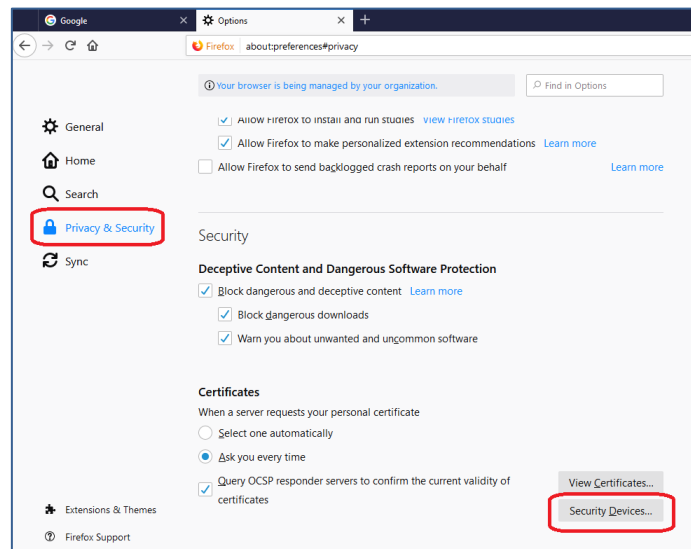 Google
Options
Firefox about:preferences#privacy
Your browser is being managed by your organization.
Find in Options
General
Home
Search
Privacy & Security
Sync
Allow Firefox to install and run studies View Firefox studies
Allow Firefox to make personalized extension recommendations Learn more
Allow Firefox to send backlogged crash reports on your behalf Learn more
Security
Deceptive Content and Dangerous Software Protection
Block dangerous and deceptive content Learn more
Block dangerous downloads
Warn you about unwanted and uncommon software
Certificates
When a server requests your personal certificate
Select one automatically
Ask you every time
Query OCSP responder servers to confirm the current validity of
certificates
View Certificates...
Security Devices...
Extensions & Themes
Firefox Support